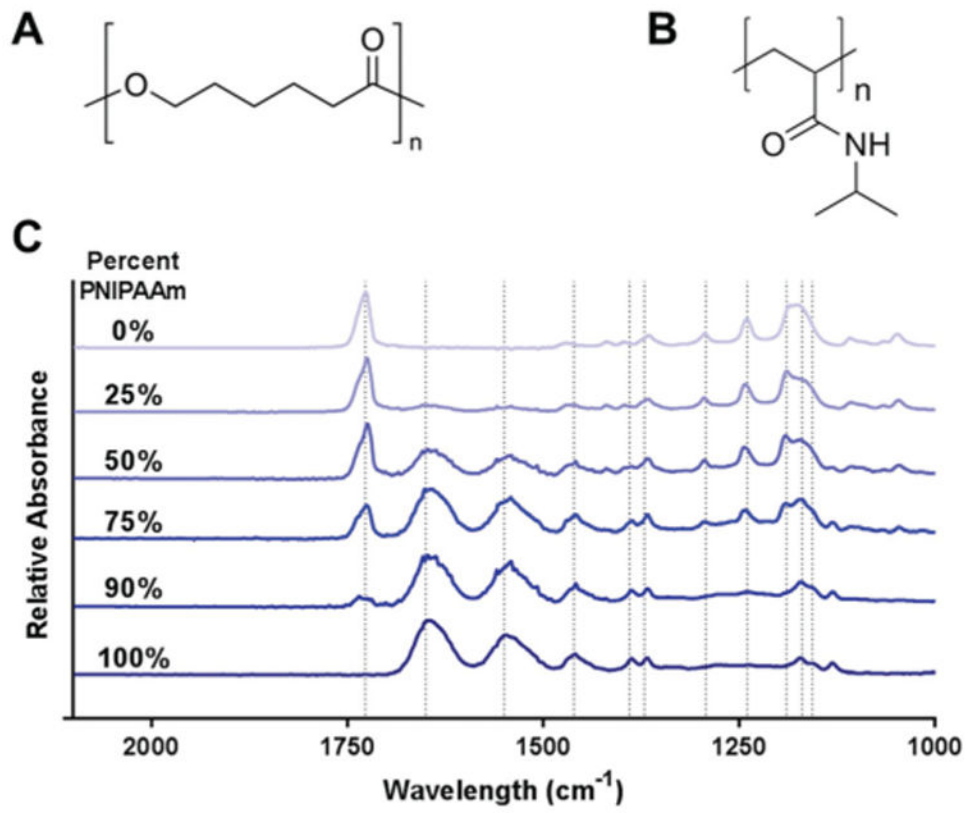 A
B
O
O
n
n
O
NH
C
Percent
PNIPAAm
0%
25%
50%
75%
90%
100%
Relative Absorbance
2000 1750 1500 1250 1000
Wavelength (cm-1)